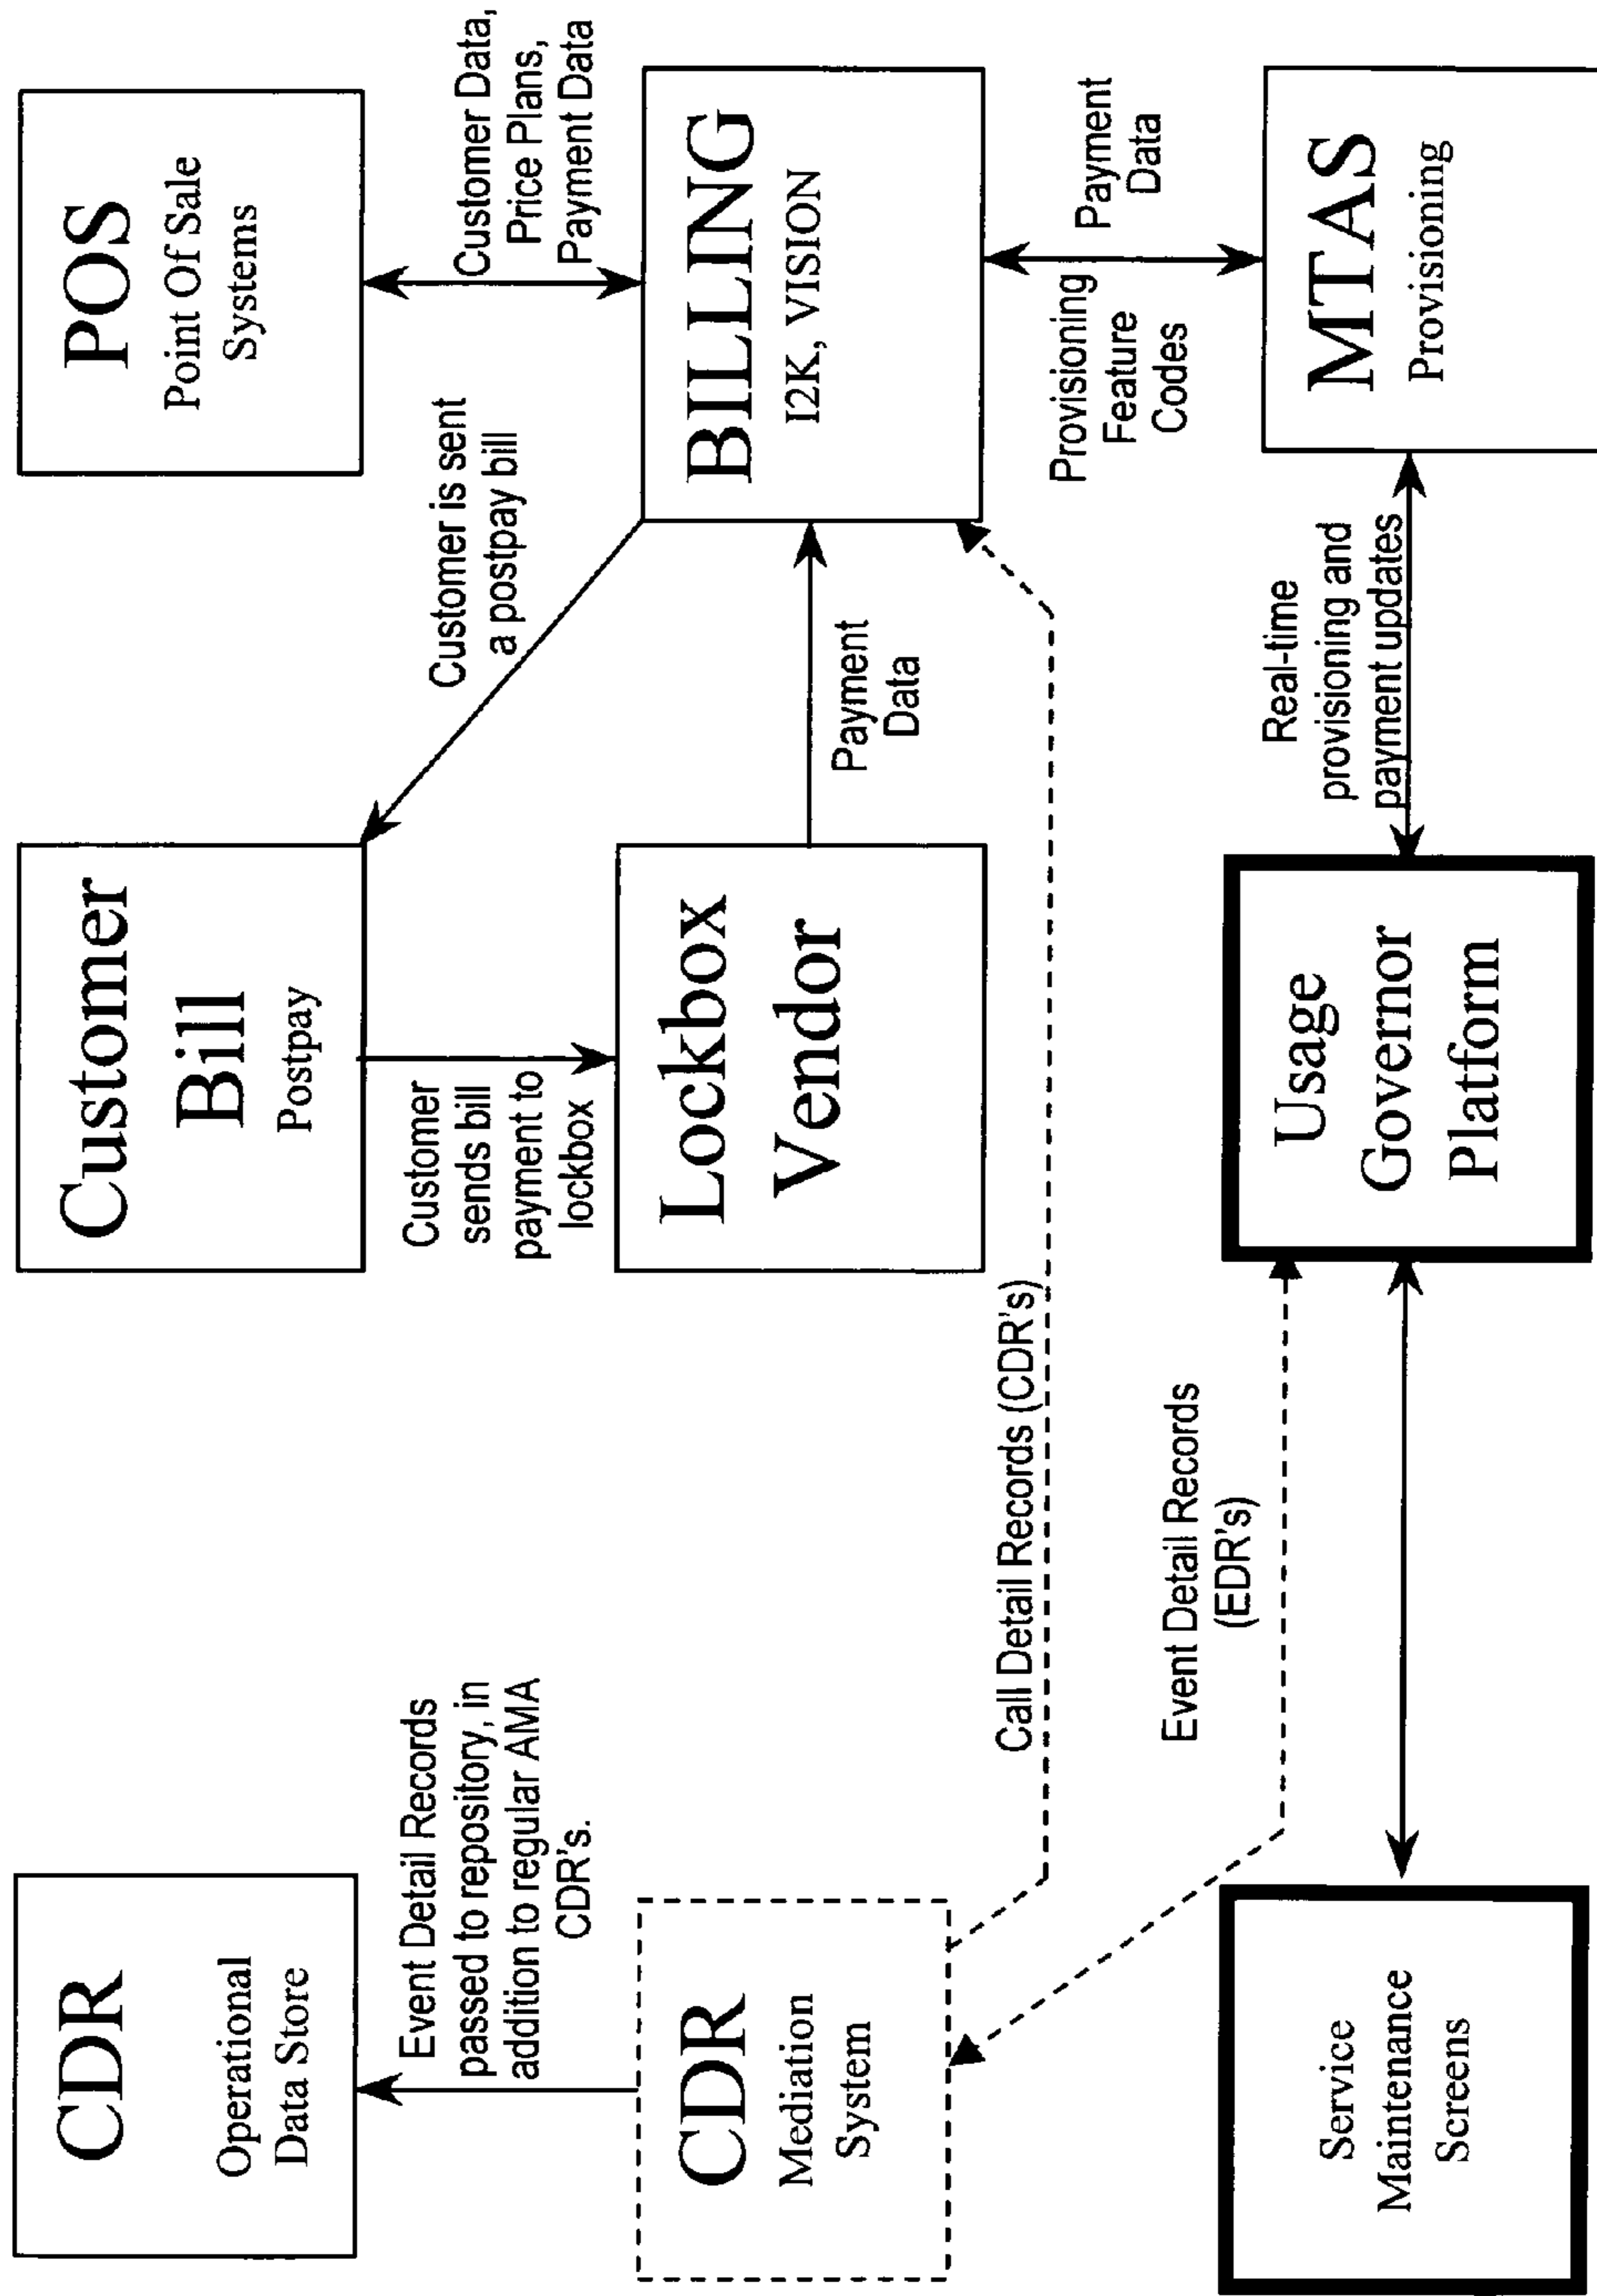 CDR
Operational
Data Store
Event Detail Records
passed to repository, in
addition to regular AMA
CDR's.
CDR
Mediation
System
Service
Maintenance
Screens
Customer
Bill
Postpay
Customer
sends bill
payment to
lockbox
Lockbox
Vendor
Call Detail Records (CDR's)
Event Detail Records
(EDR's)
Usage
Governor
Platform
Customer is sent
a postpay bill
Payment
Data
Real-time
provisioning and
payment updates
POS
Point Of Sale
Systems
Customer Data,
Price Plans,
Payment Data
BILLING
I2K, VISION
Provisioning
Feature
Codes
Payment
Data
MTAS
Provisioning